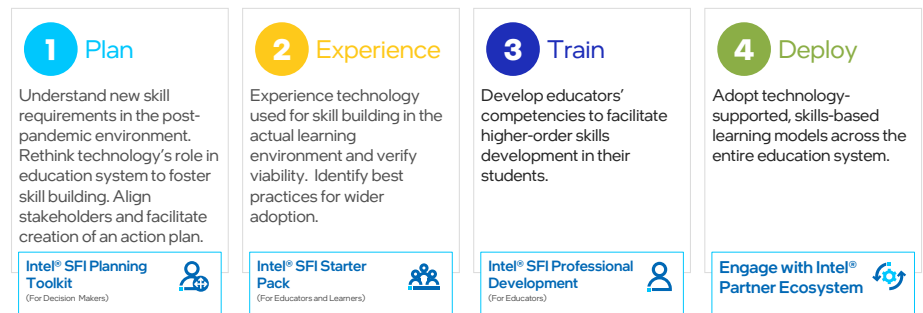 1 Plan
Understand new skill
requirements in the post-
pandemic environment.
Rethink technology's role in
education system to foster
skill building. Align
stakeholders and facilitate
creation of an action plan.
Intel® SFI Planning
Toolkit
(For Decision Makers)
2 Experience
Experience technology
used for skill building in the
actual learning
environment and verify
viability. Identify best
practices for wider
adoption.
Intel® SFI Starter
Pack
(For Educators and Learners)
3 Train
Develop educators'
competencies to facilitate
higher-order skills
development in their
students.
Intel® SFI Professional
Development
(For Educators)
4 Deploy
Adopt technology-
supported, skills-based
learning models across the
entire education system.
Engage with Intel®
Partner Ecosystem